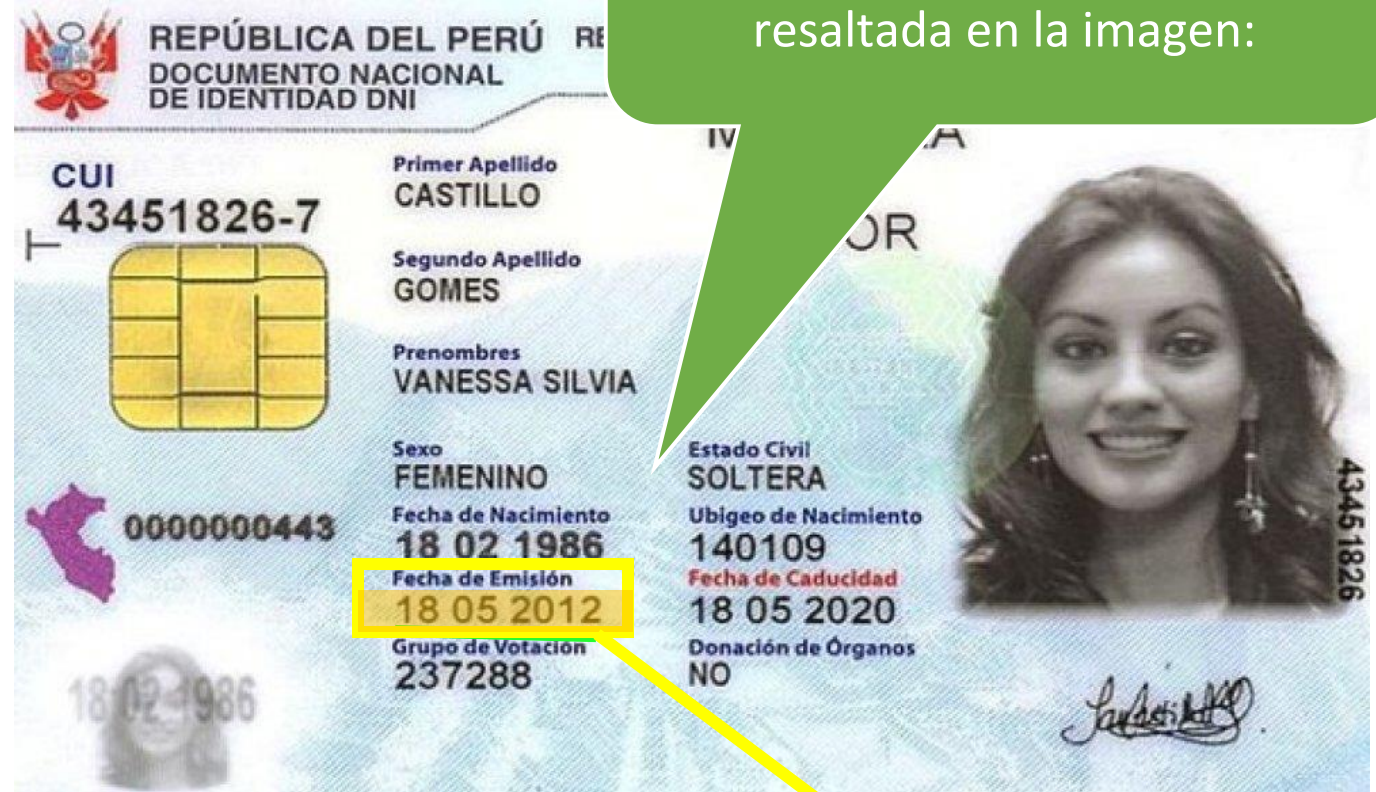 resaltada en la imagen:
REPÚBLICA DEL PERÚ
DOCUMENTO NACIONAL
DE IDENTIDAD DNI
CUI
43451826-7
Primer Apellido
CASTILLO
Segundo Apellido
GOMES
Prenombres
VANESSA SILVIA
Sexo
FEMENINO
Estado Civil
SOLTERA
Fecha de Nacimiento
18 02 1986
Ubigeo de Nacimiento
140109
Fecha de Emisión
18 05 2012
Fecha de Caducidad
18 05 2020
Grupo de Votación
237288
Donación de Órganos
NO
0000000443
18 02 1986
43451826